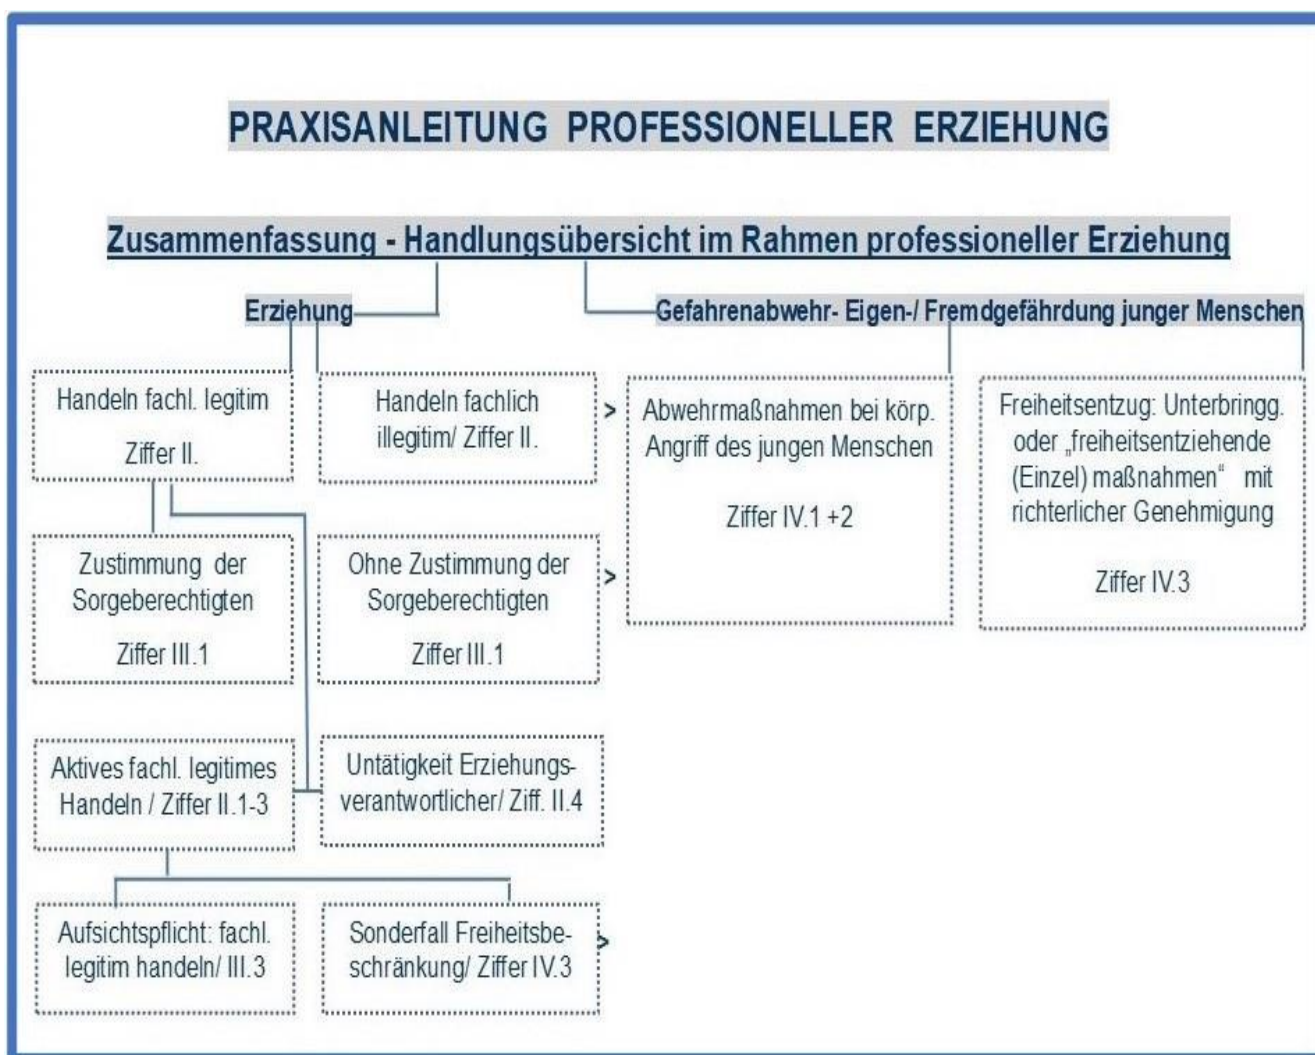 PRAXISANLEITUNG PROFESSIONELLER ERZIEHUNG
Zusammenfassung - Handlungsübersicht im Rahmen professioneller Erziehung
Erziehung
Gefahrenabwehr- Eigen-/ Fremdgefährdung junger Menschen
Handeln fachl. legitim
Ziffer II.
Handeln fachlich
illegitim/ Ziffer II.
>
Abwehrmaßnahmen bei körp.
Angriff des jungen Menschen
Ziffer IV.1 +2
Freiheitsentzug: Unterbringg.
oder „freiheitsentziehende
(Einzel) maßnahmen“ mit
richterlicher Genehmigung
Ziffer IV.3
Zustimmung der
Sorgeberechtigten
Ziffer III.1
Ohne Zustimmung der
Sorgeberechtigten
Ziffer III.1
>
Aktives fachl. legitimes
Handeln / Ziffer II.1-3
Untätigkeit Erziehungs-
verantwortlicher/ Ziff. II.4
Aufsichtspflicht: fachl.
legitim handeln/ III.3
Sonderfall Freiheitsbe-
schränkung/ Ziffer IV.3
>